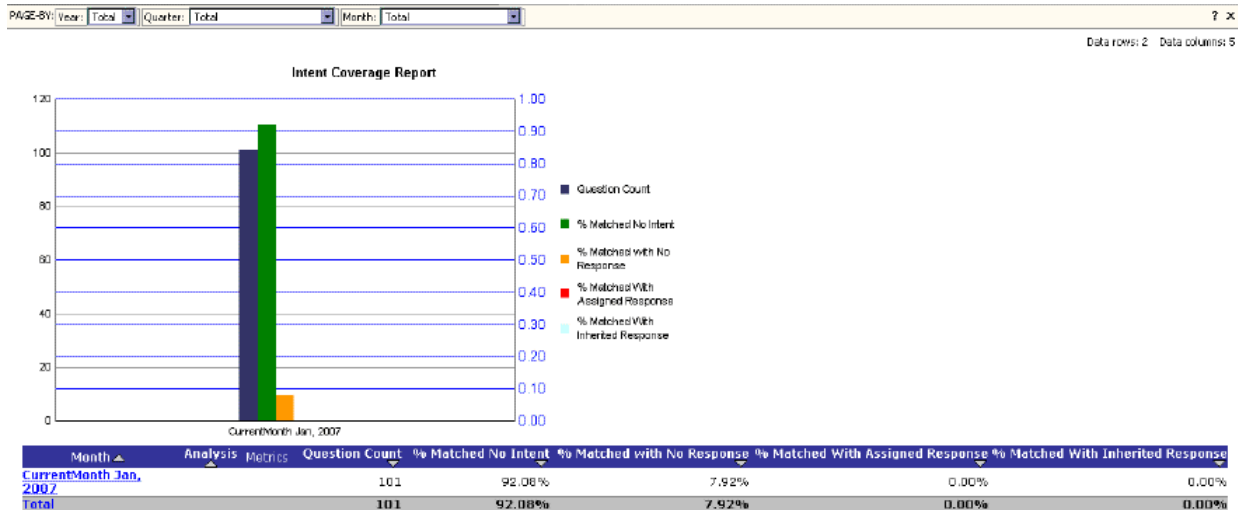 PAGE-BY: Year: Total Quarter: Total Month: Total ? ×
Data rows: 2 Data columns: 5
Intent Coverage Report
120 1.00
0.90
100
0.80
0.70
80
0.60
60 0.50
0.40
40
0.30
20 0.20
0.10
0 0.00
Question Count
% Matched No Intent
% Matched with No
Response
% Matched With
Assigned Response
% Matched With
Inherited Response
CurrentMonth Jan, 2007
Month Analysis Metrics Question Count % Matched No Intent % Matched with No Response % Matched With Assigned Response % Matched With Inherited Response
CurrentMonth Jan,
2007 101 92.08% 7.92% 0.00% 0.00%
Total 101 92.08% 7.92% 0.00% 0.00%